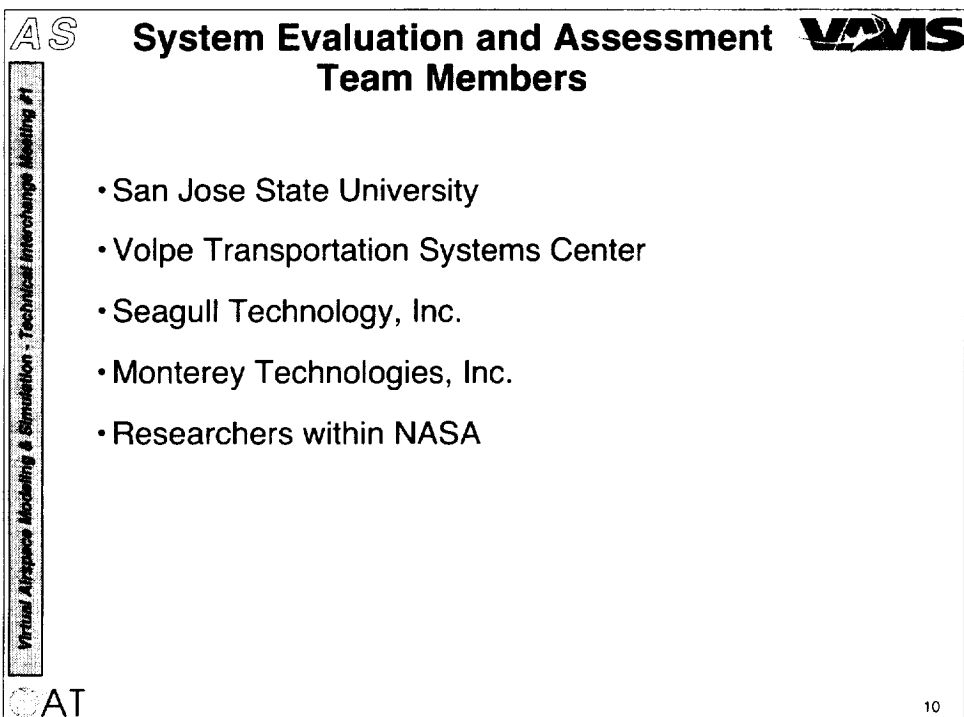 AS
System Evaluation and Assessment
Team Members
VAMS
Virtual Airspace Modeling & Simulation - Technical Interchange Meeting #1
• San Jose State University
• Volpe Transportation Systems Center
• Seagull Technology, Inc.
• Monterey Technologies, Inc.
• Researchers within NASA
AT
10